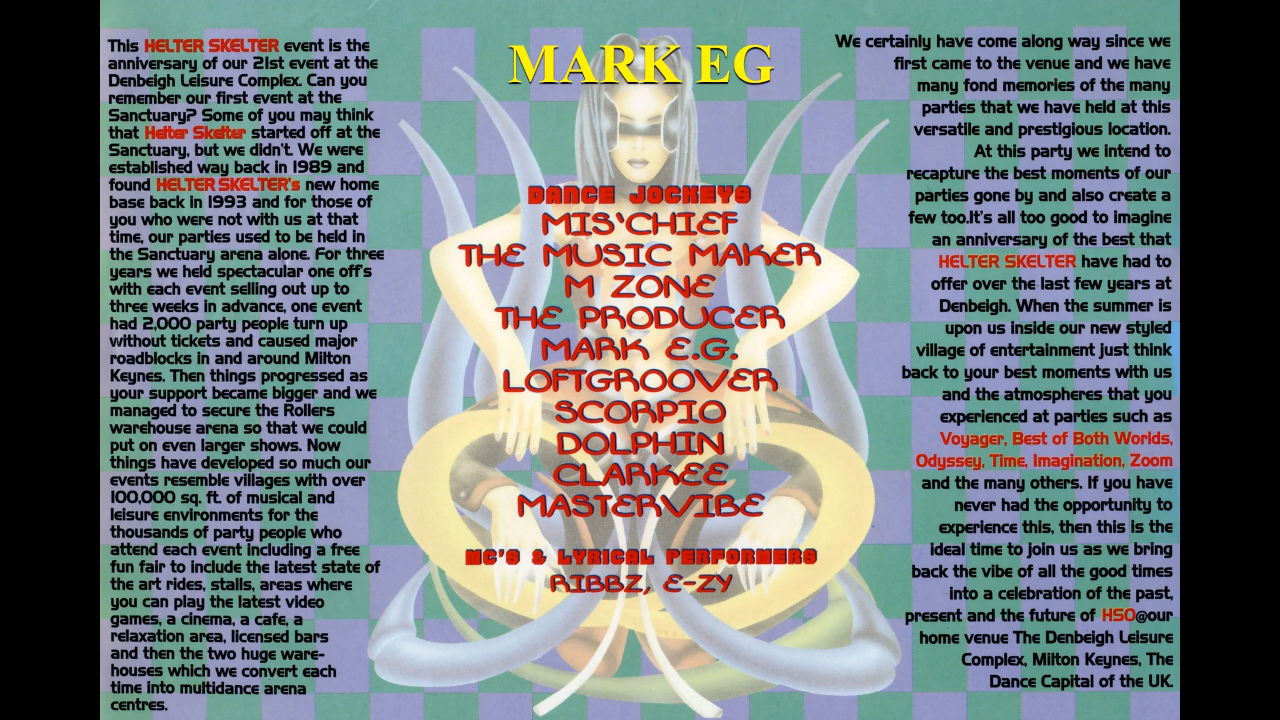 MARK EG
This HELTER SKELTER event is the
anniversary of our 21st event at the
Denbeigh Leisure Complex. Can you
remember our first event at the
Sanctuary? Some of you may think
that Helter Skelter started off at the
Sanctuary, but we didn't. We were
established way back in 1989 and
found HELTER SKELTER's new home
base back in 1993 and for those of
you who were not with us at that
time, our parties used to be held in
the Sanctuary arena alone. For three
years we held spectacular one off's
with each event selling out up to
three weeks in advance, one event
had 2,000 party people turn up
without tickets and caused major
roadblocks in and around Milton
Keynes. Then things progressed as
your support became bigger and we
managed to secure the Rollers
warehouse arena so that we could
put on even larger shows. Now
things have developed so much our
events resemble villages with over
100,000 sq. ft. of musical and
leisure environments for the
thousands of party people who
attend each event including a free
fun fair to include the latest state of
the art rides, stalls, areas where
you can play the latest video
games, a cinema, a cafe, a
relaxation area, licensed bars
and then the two huge ware-
houses which we convert each
time into multidance arena
centres.
DANCE JOCKEYS
MIS'CHIEF
THE MUSIC MAKER
M ZONE
THE PRODUCER
MARK E.G.
LOFTGROOVER
SCORPIO
DOLPHIN
CLARKEE
MASTERVIBE
MC'S & LYRICAL PERFORMERS
RIBBZ, E-ZY
We certainly have come along way since we
first came to the venue and we have
many fond memories of the many
parties that we have held at this
versatile and prestigious location.
At this party we intend to
recapture the best moments of our
parties gone by and also create a
few too.It's all too good to imagine
an anniversary of the best that
HELTER SKELTER have had to
offer over the last few years at
Denbeigh. When the summer is
upon us inside our new styled
village of entertainment just think
back to your best moments with us
and the atmospheres that you
experienced at parties such as
Voyager, Best of Both Worlds,
Odyssey, Time, Imagination, Zoom
and the many others. If you have
never had the opportunity to
experience this, then this is the
ideal time to join us as we bring
back the vibe of all the good times
into a celebration of the past,
present and the future of HSO@our
home venue The Denbeigh Leisure
Complex, Milton Keynes, The
Dance Capital of the UK.